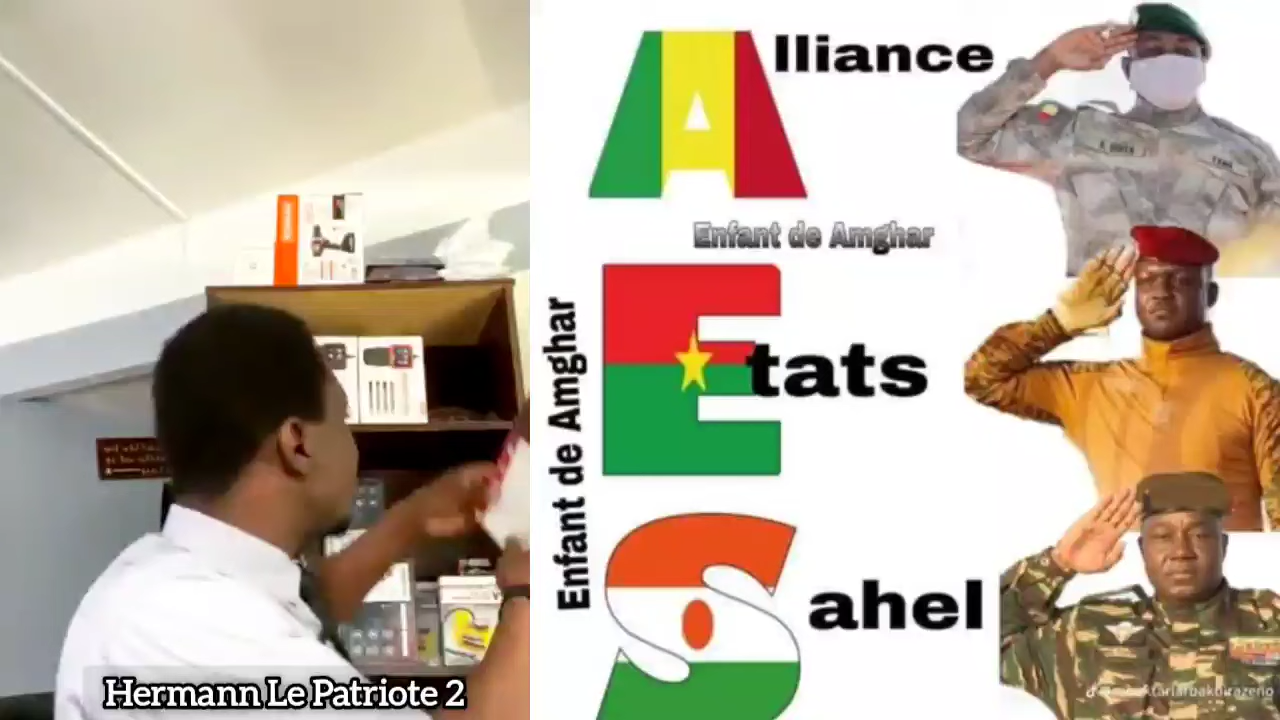 Alliance
Enfant de Amghar
Etats
Enfant de Amghar
Sahel
Hermann Le Patriote 2